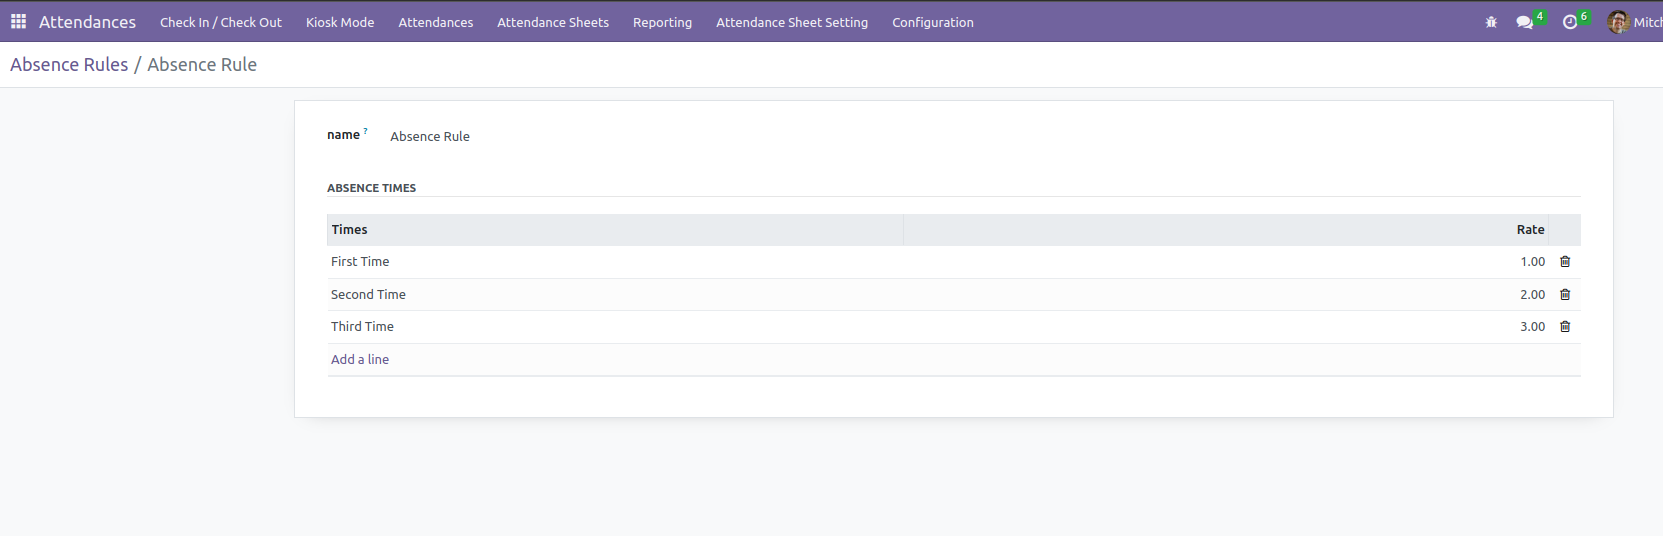 Attendances Check In / Check Out Kiosk Mode Attendances Attendance Sheets Reporting Attendance Sheet Setting Configuration 4 6 Mitch
Absence Rules / Absence Rule
name ? Absence Rule
ABSENCE TIMES
Times Rate
First Time 1.00
Second Time 2.00
Third Time 3.00
Add a line